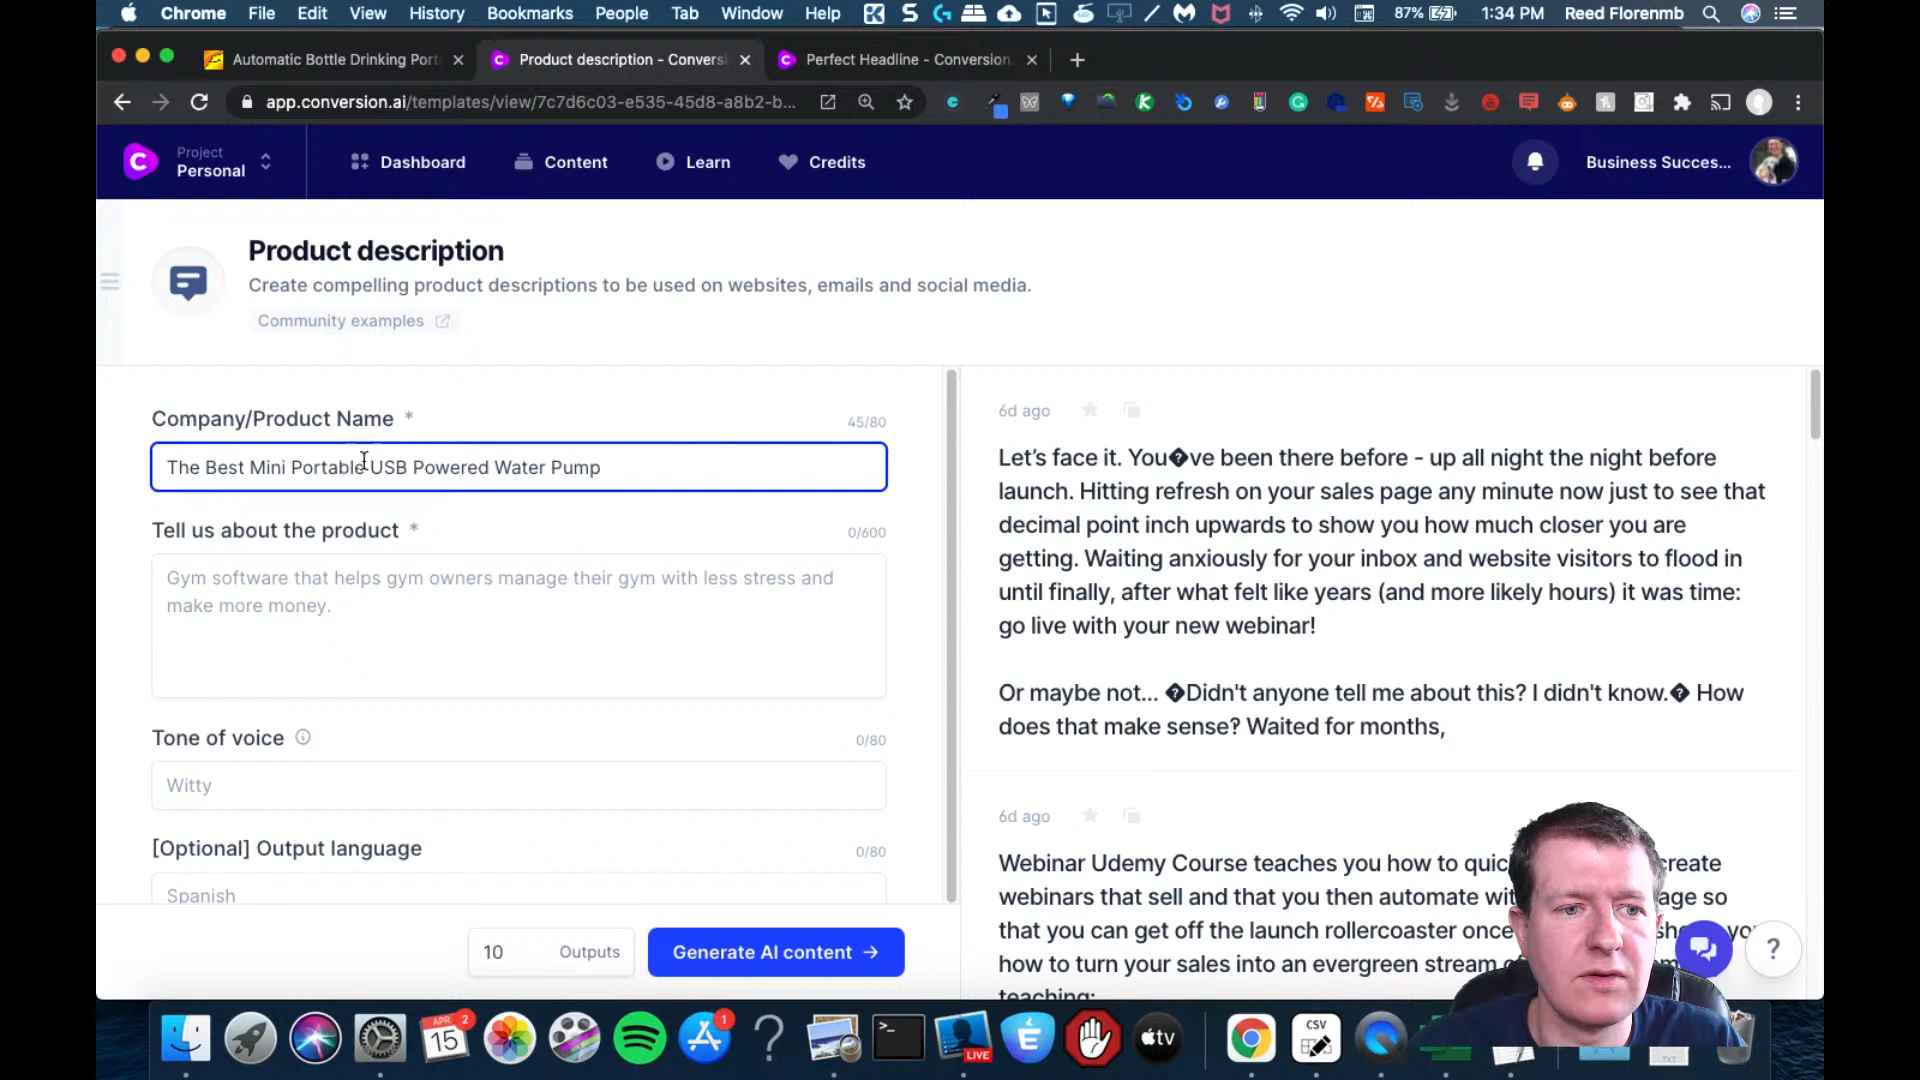 Chrome File Edit View History Bookmarks People Tab Window Help 87% 1:34 PM Reed Florenmb
Automatic Bottle Drinking Port
Product description - Conversi
Perfect Headline - Conversion.
app.conversion.ai/templates/view/7c7d6c03-e535-45d8-a8b2-b...
Project
Personal
Dashboard
Content
Learn
Credits
Business Succes...
Product description
Create compelling product descriptions to be used on websites, emails and social media.
Community examples
Company/Product Name *
45/80
The Best Mini Portable USB Powered Water Pump
Tell us about the product *
0/600
Gym software that helps gym owners manage their gym with less stress and
make more money.
Tone of voice
0/80
Witty
[Optional] Output language
0/80
Spanish
10 Outputs
Generate AI content →
6d ago
Let’s face it. You�ve been there before - up all night the night before
launch. Hitting refresh on your sales page any minute now just to see that
decimal point inch upwards to show you how much closer you are
getting. Waiting anxiously for your inbox and website visitors to flood in
until finally, after what felt like years (and more likely hours) it was time:
go live with your new webinar!
Or maybe not... �Didn't anyone tell me about this? I didn't know.� How
does that make sense? Waited for months,
6d ago
Webinar Udemy Course teaches you how to quic create
webinars that sell and that you then automate wit age so
that you can get off the launch rollercoaster once
how to turn your sales into an evergreen stream
teaching:
?
APR
15
2
1
LIVE
tv
CSV
TXT